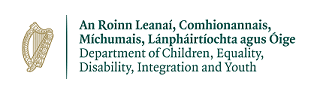 An Roinn Leanaí, Comhionannais,
Míchumais, Lánpháirtíochta agus Óige
Department of Children, Equality,
Disability, Integration and Youth